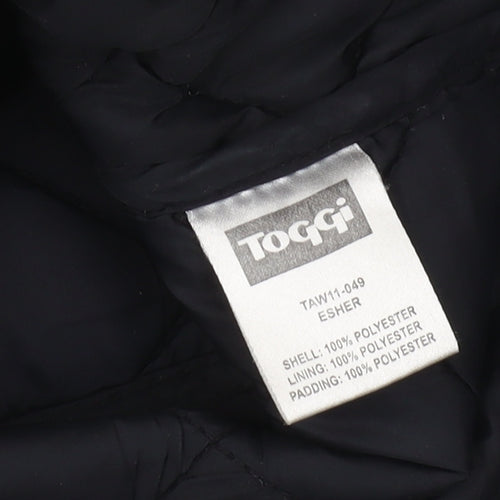 TOGGi
TAW11-049
ESHER
SHELL: 100% POLYESTER
LINING: 100% POLYESTER
PADDING: 100% POLYESTER